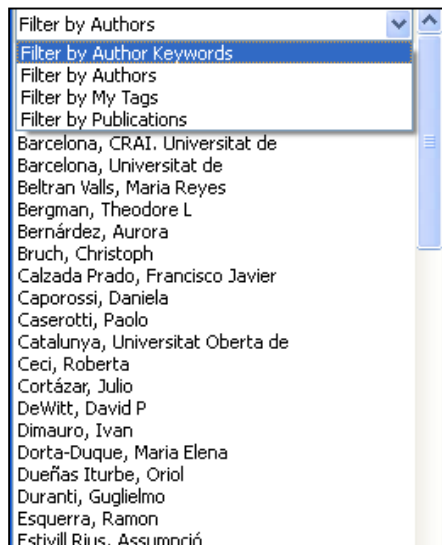 Filter by Authors
Filter by Author Keywords
Filter by Authors
Filter by My Tags
Filter by Publications
Barcelona, CRAI. Universitat de
Barcelona, Universitat de
Beltran Valls, Maria Reyes
Bergman, Theodore L
Bernárdez, Aurora
Bruch, Christoph
Calzada Prado, Francisco Javier
Caporossi, Daniela
Caserotti, Paolo
Catalunya, Universitat Oberta de
Ceci, Roberta
Cortázar, Julio
DeWitt, David P
Dimauro, Ivan
Dorta-Duque, Maria Elena
Dueñas Iturbe, Oriol
Duranti, Guglielmo
Esquerra, Ramon
Estivill Rius, Assumpció